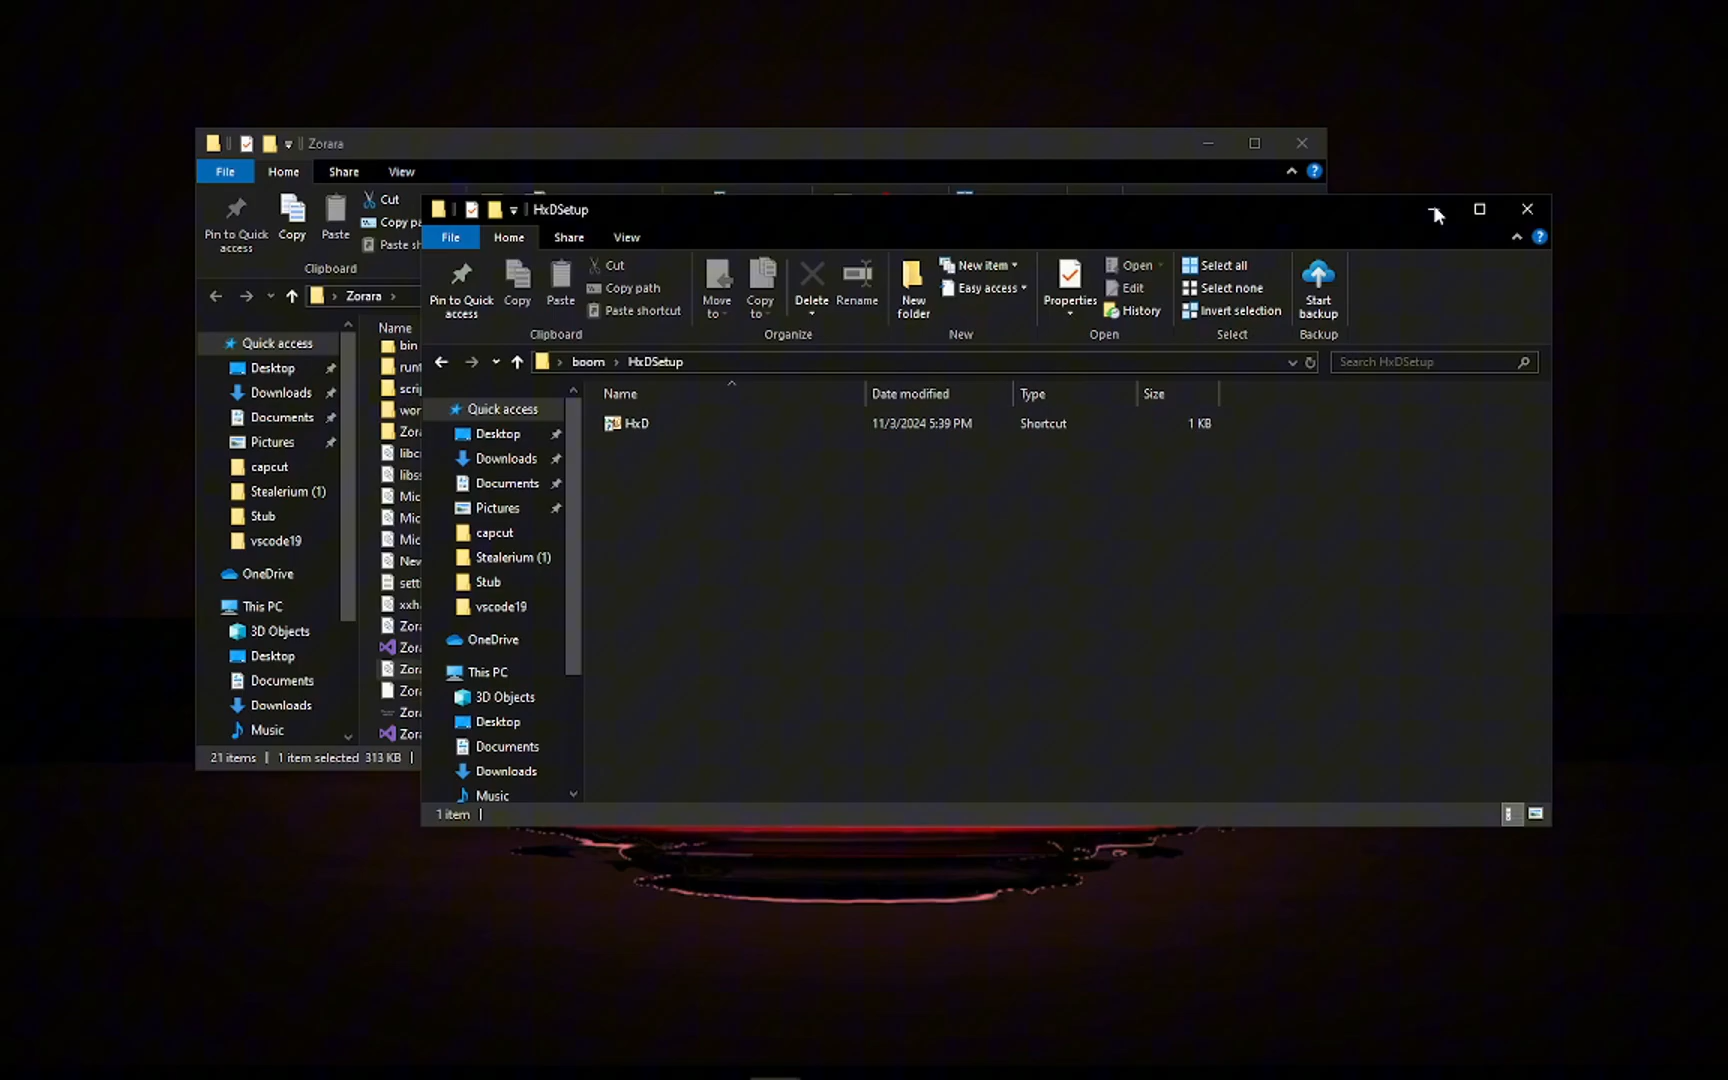 Zorara
File Home Share View
Pin to Quick access
Copy
Paste
Cut
Clipboard
Zorara
Name
Quick access
Desktop
Downloads
Documents
Pictures
capcut
Stealerium (1)
Stub
vscode19
OneDrive
This PC
3D Objects
Desktop
Documents
Downloads
Music
bin
21 items 1 item selected 313 KB
HxDSetup
File Home Share View
Pin to Quick access
Copy
Paste
Cut
Copy path
Paste shortcut
Clipboard
Move to
Copy to
Delete
Rename
Organize
New folder
New item
Easy access
New
Properties
Open
Edit
History
Open
Select all
Select none
Invert selection
Select
Start backup
Backup
boom › HxDSetup
Search HxDSetup
Name Date modified Type Size
HxD 11/3/2024 5:39 PM Shortcut 1 KB
Quick access
Desktop
Downloads
Documents
Pictures
capcut
Stealerium (1)
Stub
vscode19
OneDrive
This PC
3D Objects
Desktop
Documents
Downloads
Music
1 item